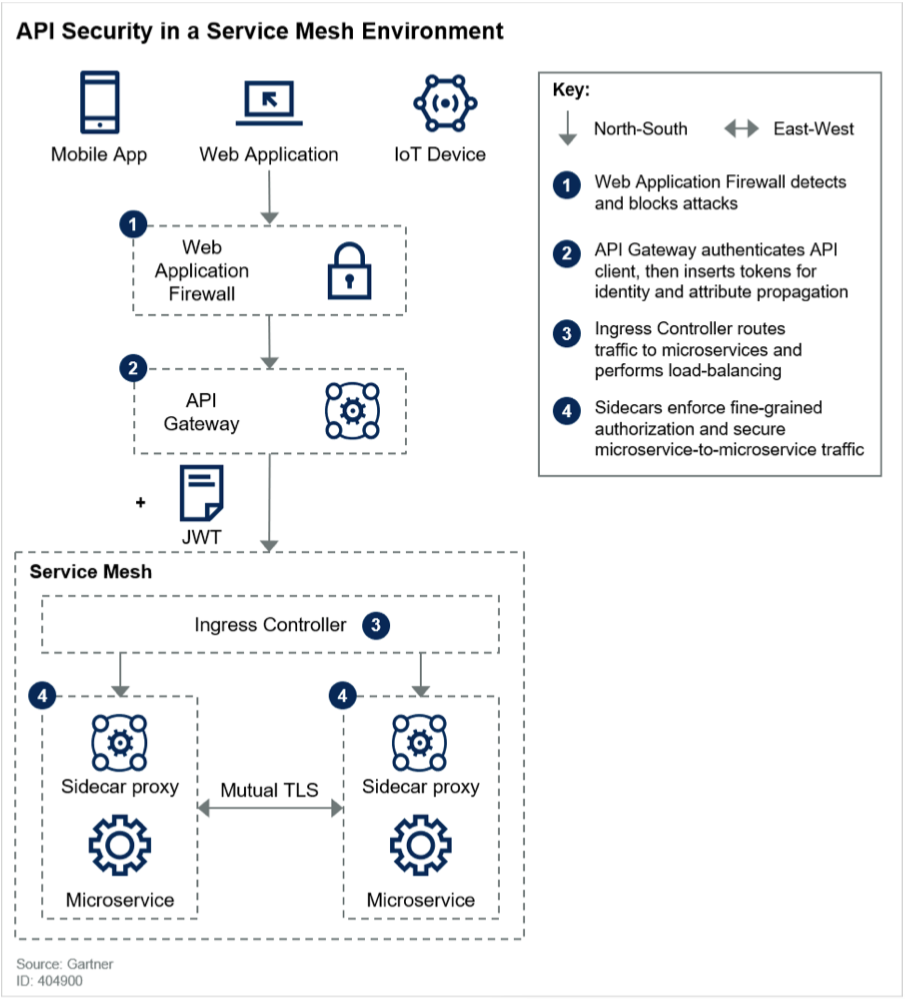 API Security in a Service Mesh Environment
Mobile App
Web Application
IoT Device
Key:
North-South
East-West
1
Web Application Firewall detects
and blocks attacks
2
API Gateway authenticates API
client, then inserts tokens for
identity and attribute propagation
3
Ingress Controller routes
traffic to microservices and
performs load-balancing
4
Sidecars enforce fine-grained
authorization and secure
microservice-to-microservice traffic
1
Web
Application
Firewall
2
API
Gateway
+
JWT
Service Mesh
Ingress Controller 3
4
Sidecar proxy
Microservice
Mutual TLS
4
Sidecar proxy
Microservice
Source: Gartner
ID: 404900